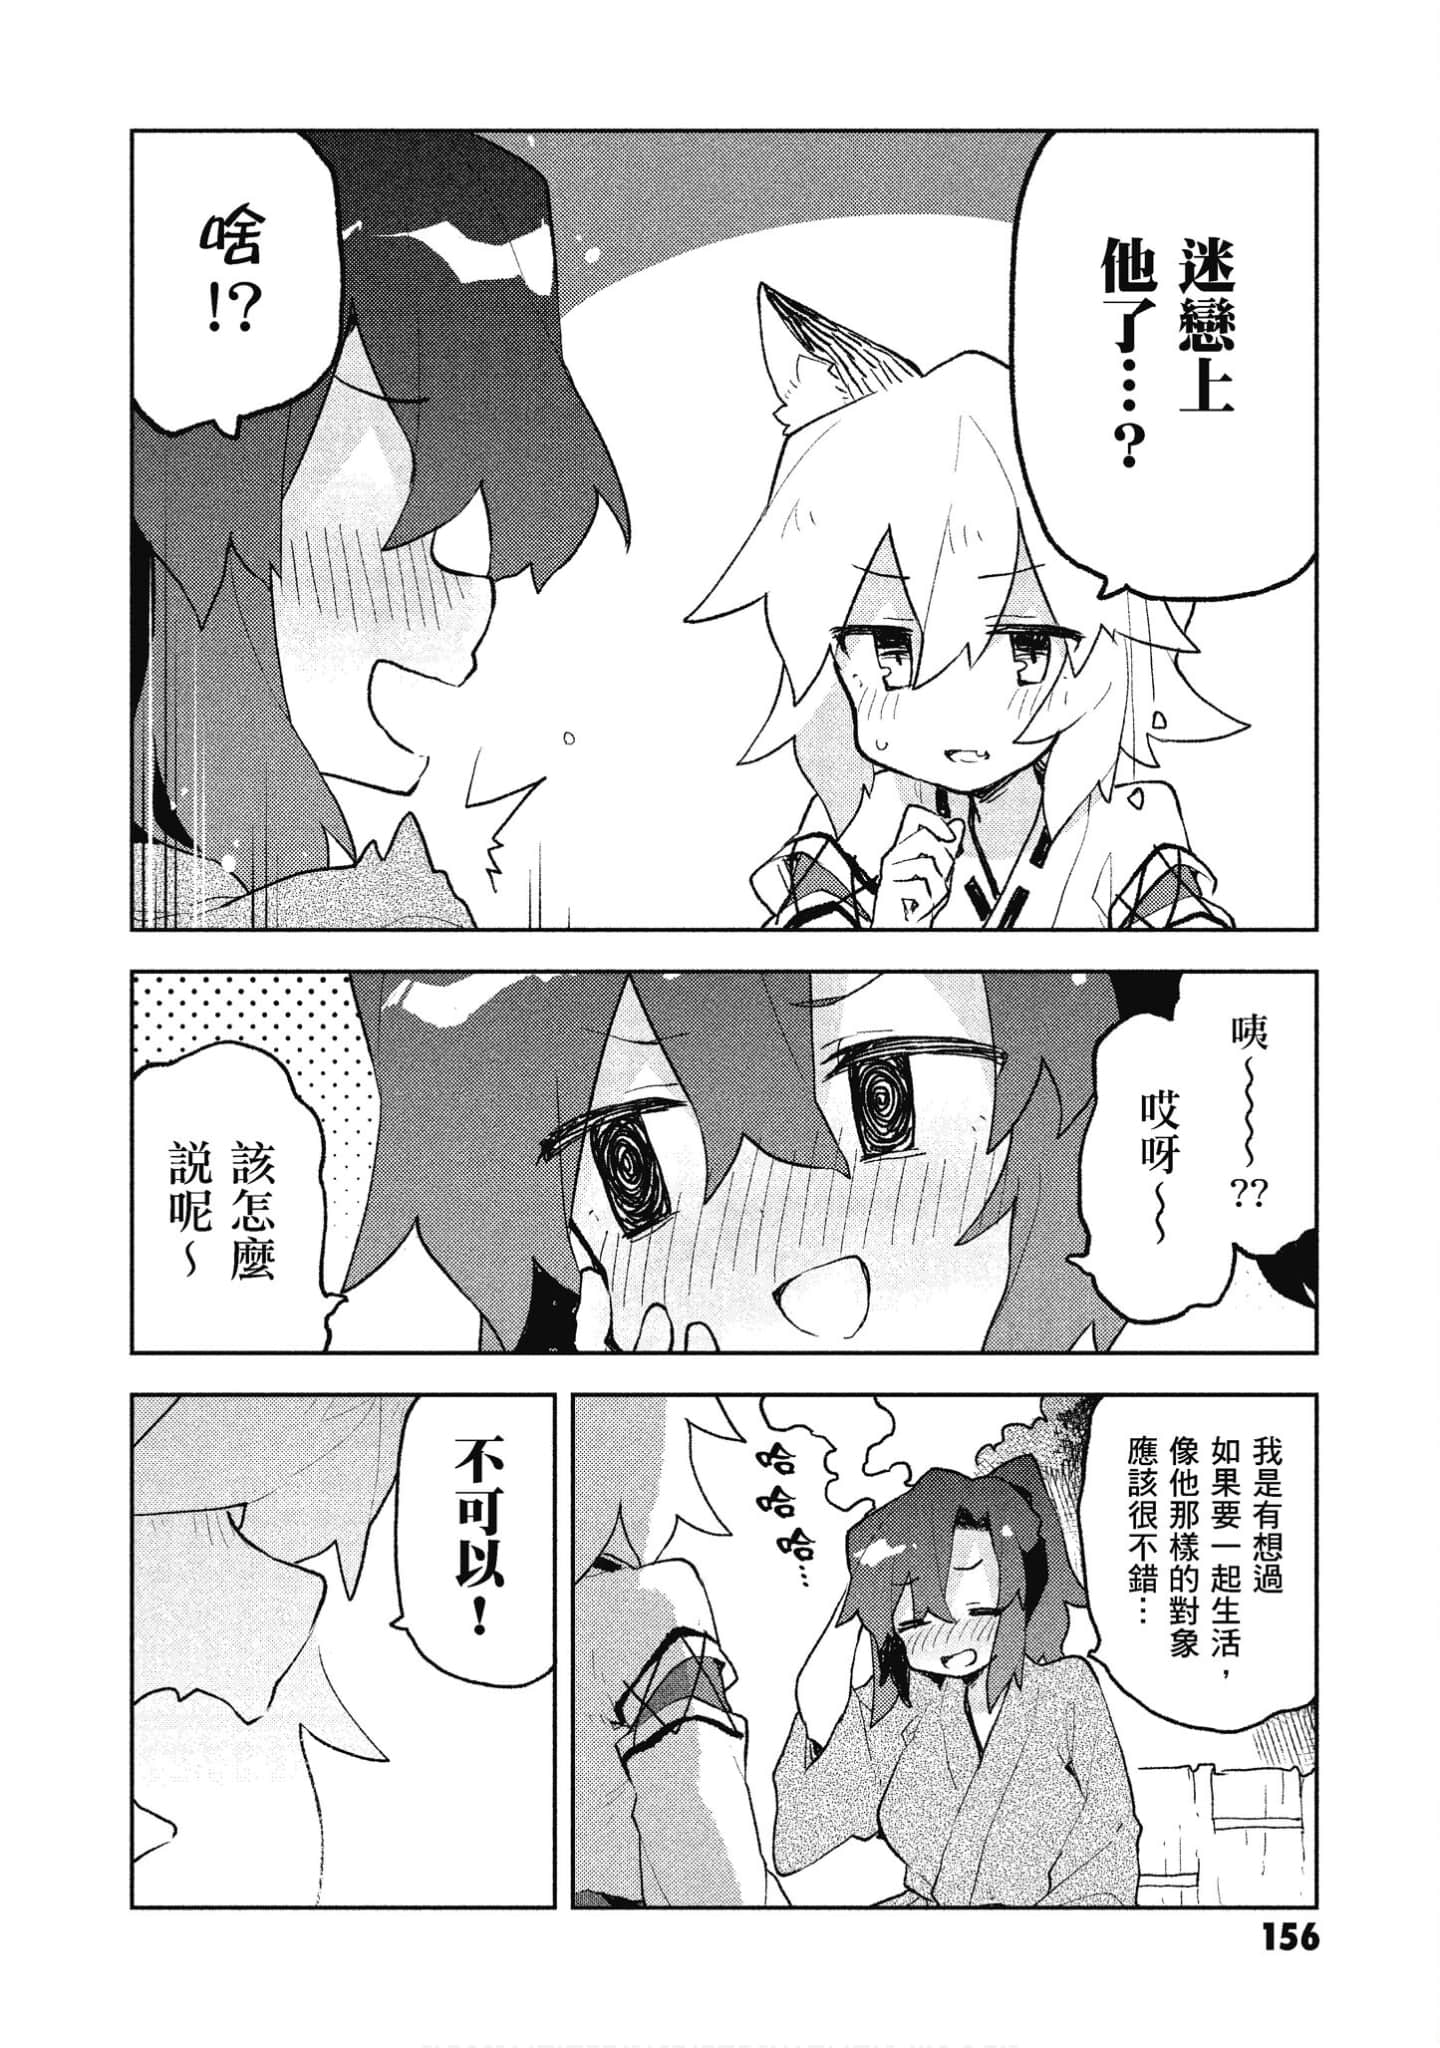 迷戀上
他了……?
啥
!?
咦～～～??
哎呀～～
該怎麼
說呢～
我是有想過
如果要一起生活，
像他那樣的對象
應該很不錯…
哈哈哈…
不可以！
156